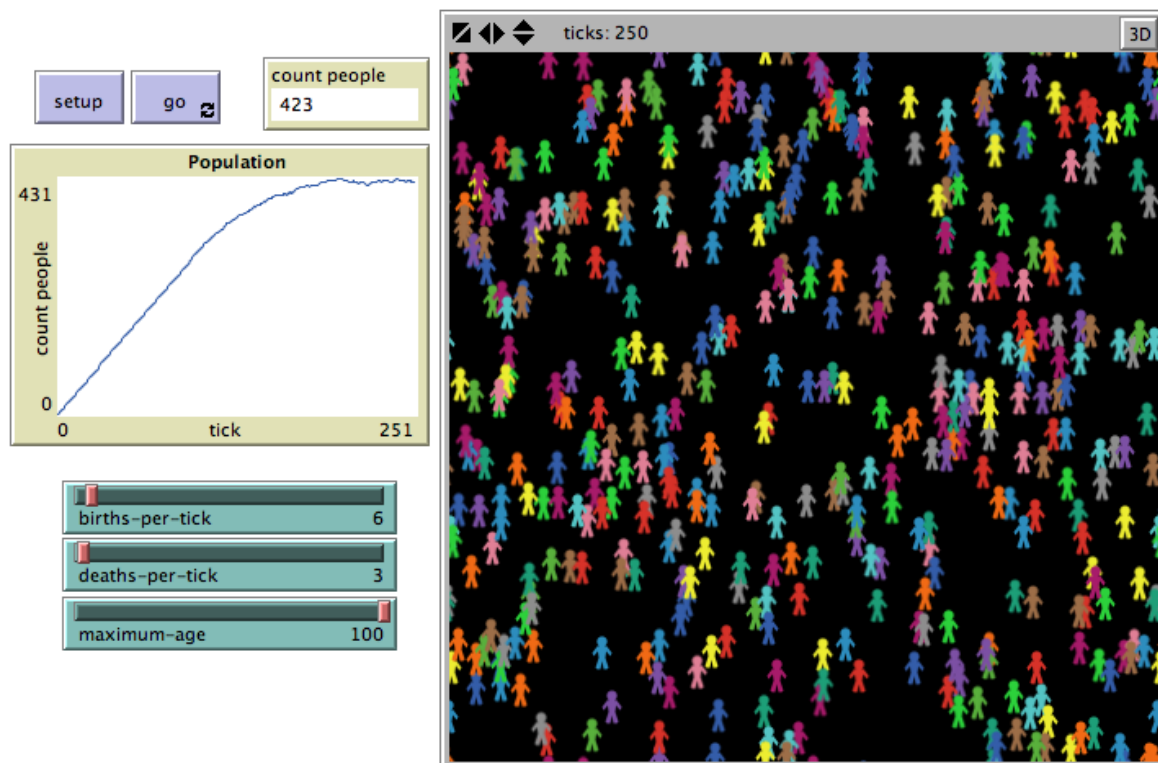 ticks: 250
3D
setup
go
count people
423
Population
431
count people
0
0
tick
251
births-per-tick
6
deaths-per-tick
3
maximum-age
100